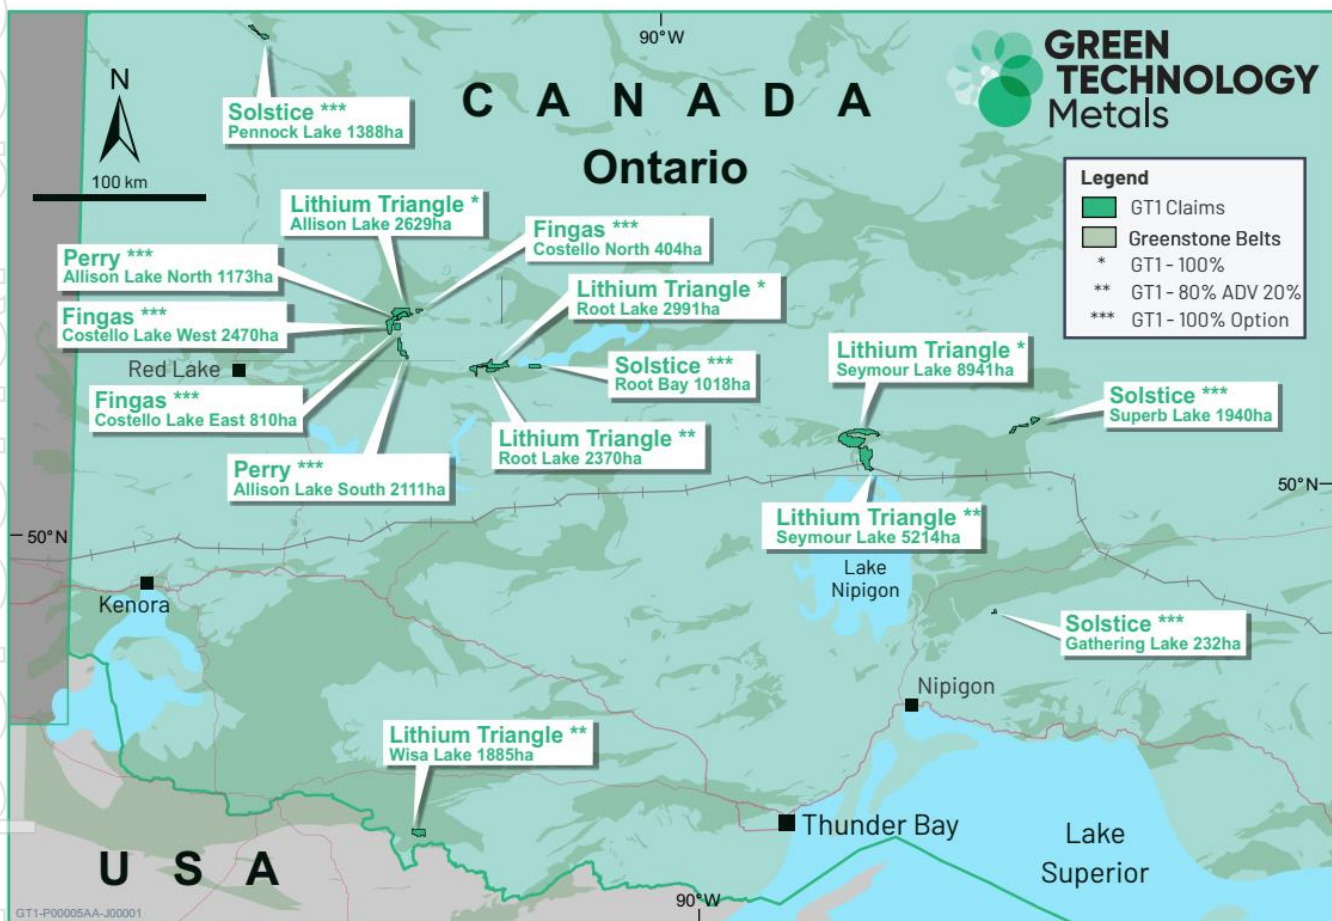 90°W
GREEN
TECHNOLOGY
Metals
N
100 km
CANADA
Ontario
Solstice ***
Pennock Lake 1388ha
Legend
GT1 Claims
Greenstone Belts
* GT1 - 100%
** GT1 - 80% ADV 20%
*** GT1 - 100% Option
Lithium Triangle *
Allison Lake 2629ha
Fingas ***
Costello North 404ha
Perry ***
Allison Lake North 1173ha
Lithium Triangle *
Root Lake 2991ha
Fingas ***
Costello Lake West 2470ha
Red Lake
Solstice ***
Root Bay 1018ha
Lithium Triangle *
Seymour Lake 8941ha
Solstice ***
Superb Lake 1940ha
Fingas ***
Costello Lake East 810ha
Lithium Triangle **
Root Lake 2370ha
Perry ***
Allison Lake South 2111ha
50°N
50°N
Lithium Triangle **
Seymour Lake 5214ha
Lake
Nipigon
Kenora
Solstice ***
Gathering Lake 232ha
Nipigon
Lithium Triangle **
Wisa Lake 1885ha
Thunder Bay
Lake
Superior
USA
90°W
GT1-P00005AA-J00001